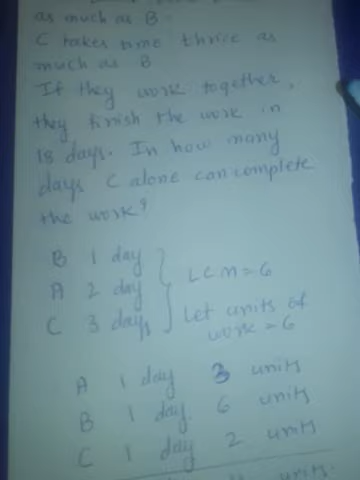 as much as B.
C takes time thrice as
much as B
If they work together,
they finish the work in
18 days. In how many
days C alone can complete
the work?
B 1 day
A 2 day
C 3 days
LCM = 6
Let units of
work = 6
A 1 day 3 units
B 1 day 6 units
C 1 day 2 units
units.